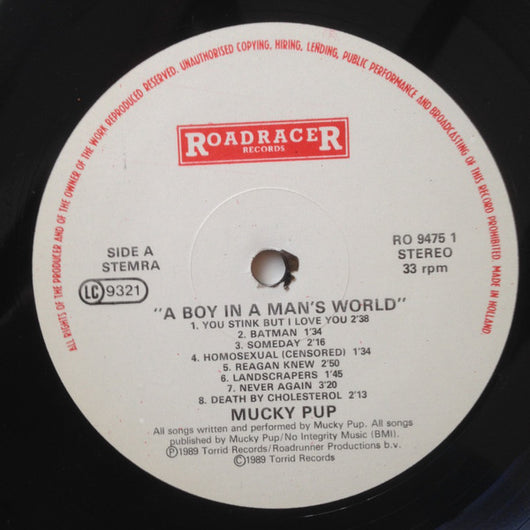 ALL RIGHTS OF THE PRODUCER AND OF THE OWNER OF THE WORK REPRODUCED RESERVED. UNAUTHORISED COPYING, HIRING, LENDING, PUBLIC PERFORMANCE AND BROADCASTING OF THIS RECORD PROHIBITED. MADE IN HOLLAND
ROADRACER
RECORDS
SIDE A
STEMRA
LC 9321
RO 9475 1
STEREO
33 rpm
"A BOY IN A MAN'S WORLD"
1. YOU STINK BUT I LOVE YOU 2'38
2. BATMAN 1'34
3. SOMEDAY 2'16
4. HOMOSEXUAL (CENSORED) 1'34
5. REAGAN KNEW 2'50
6. LANDSCRAPERS 1'45
7. NEVER AGAIN 3'20
8. DEATH BY CHOLESTEROL 2'13
MUCKY PUP
All songs written and performed by Mucky Pup. All songs
published by Mucky Pup/No Integrity Music (BMI).
Ⓟ1989 Torrid Records/Roadrunner Productions b.v.
©1989 Torrid Records